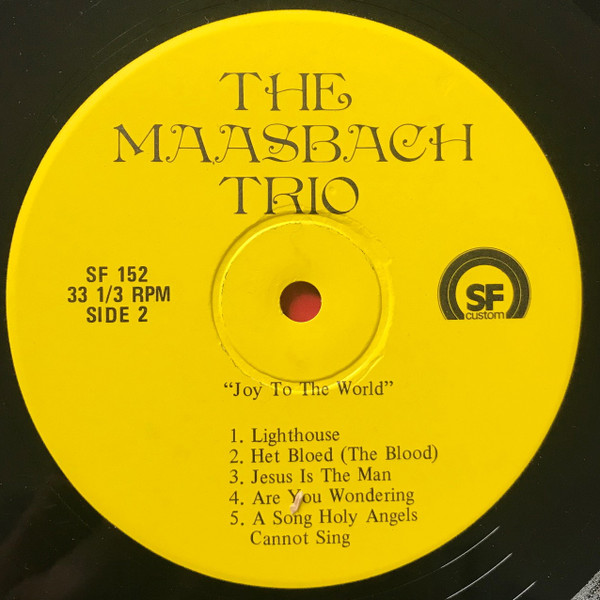 THE
MAASBACH
TRIO
SF 152
33 1/3 RPM
SIDE 2
SF
custom
“Joy To The World”
1. Lighthouse
2. Het Bloed (The Blood)
3. Jesus Is The Man
4. Are You Wondering
5. A Song Holy Angels
Cannot Sing